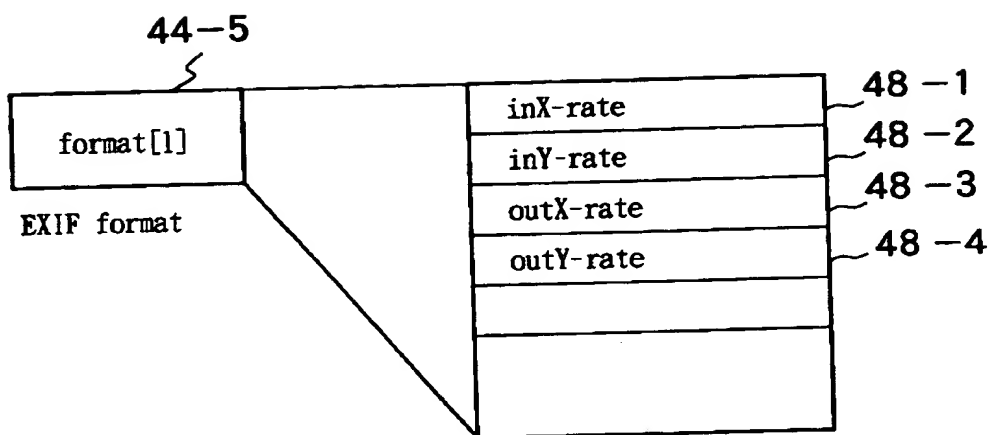 44-5
format[1]
EXIF format
inX-rate
48-1
inY-rate
48-2
outX-rate
48-3
outY-rate
48-4